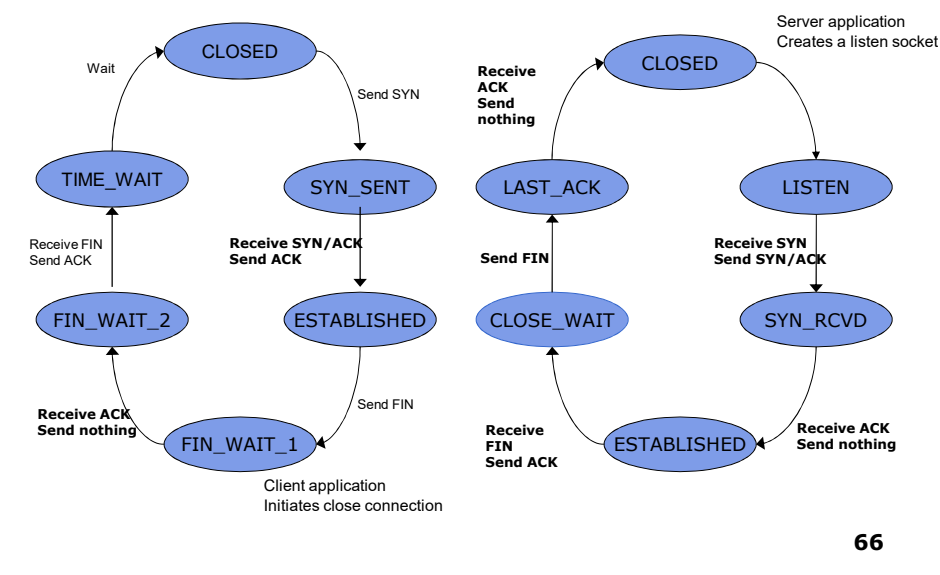 CLOSED
Wait
Send SYN
TIME_WAIT
SYN_SENT
Receive FIN
Send ACK
Receive SYN/ACK
Send ACK
FIN_WAIT_2
ESTABLISHED
Receive ACK
Send nothing
Send FIN
FIN_WAIT_1
Client application
Initiates close connection
Server application
Creates a listen socket
CLOSED
Receive
ACK
Send
nothing
LAST_ACK
LISTEN
Send FIN
Receive SYN
Send SYN/ACK
CLOSE_WAIT
SYN_RCVD
Receive
FIN
Send ACK
ESTABLISHED
Receive ACK
Send nothing
66